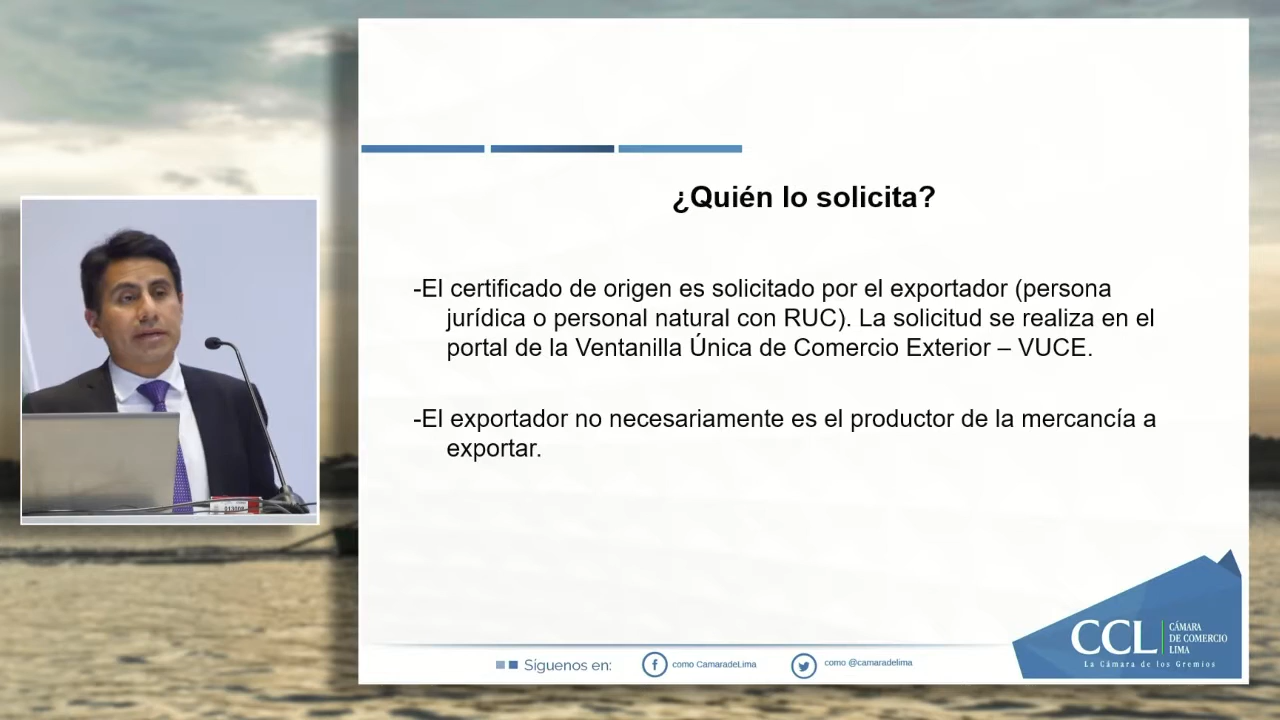 ¿Quién lo solicita?
-El certificado de origen es solicitado por el exportador (persona
jurídica o personal natural con RUC). La solicitud se realiza en el
portal de la Ventanilla Única de Comercio Exterior – VUCE.
-El exportador no necesariamente es el productor de la mercancía a
exportar.
CCL
CÁMARA
DE COMERCIO
LIMA
La Cámara de los Gremios
Síguenos en:
como CamaradeLima
como @camaradelima